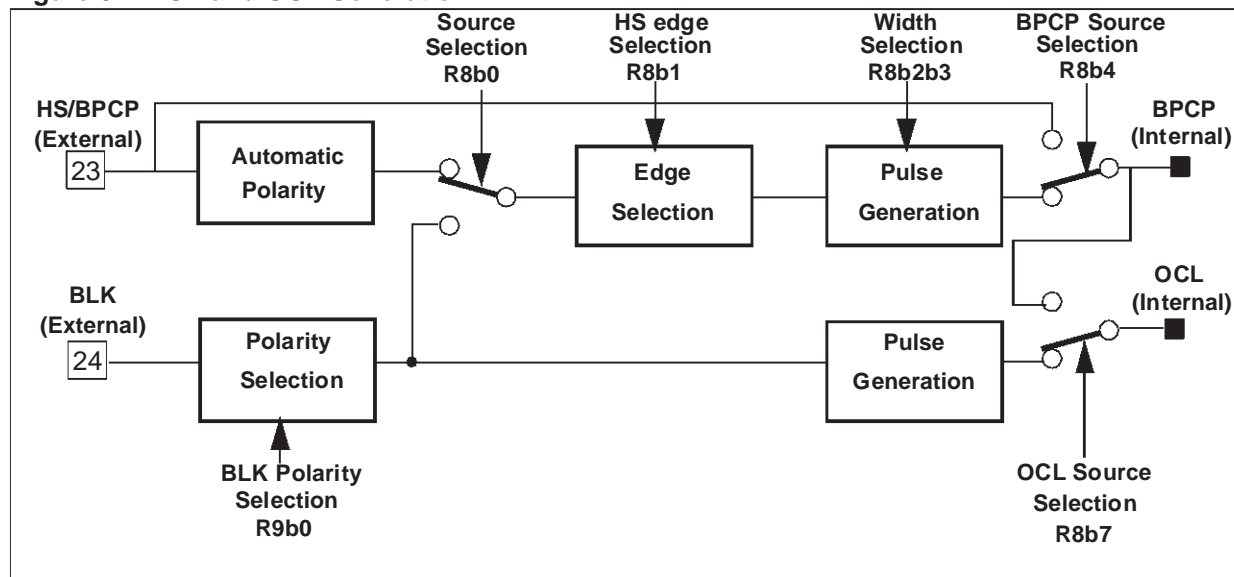 Source
Selection
R8b0
HS edge
Selection
R8b1
Width
Selection
R8b2b3
BPCP Source
Selection
R8b4
HS/BPCP
(External)
23
Automatic
Polarity
Edge
Selection
Pulse
Generation
BPCP
(Internal)
BLK
(External)
24
Polarity
Selection
Pulse
Generation
OCL
(Internal)
BLK Polarity
Selection
R9b0
OCL Source
Selection
R8b7